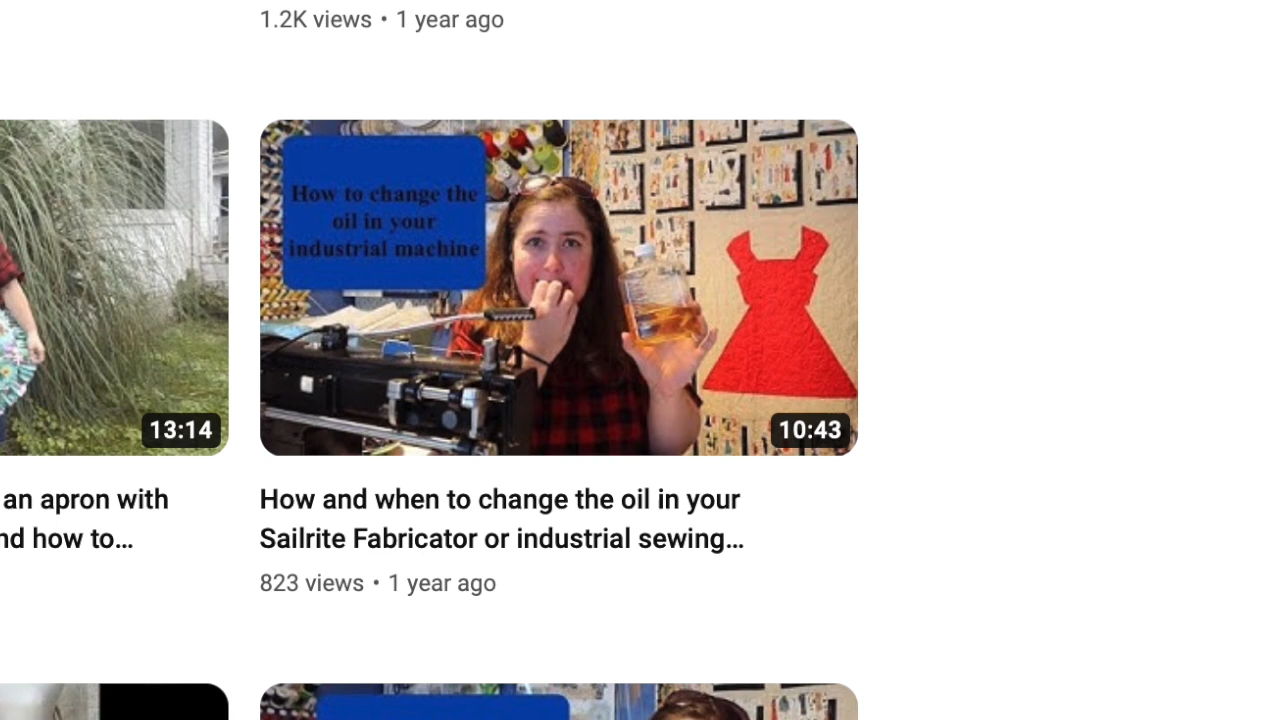 1.2K views • 1 year ago
How to change the
oil in your
industrial machine
13:14
10:43
an apron with
nd how to...
How and when to change the oil in your
Sailrite Fabricator or industrial sewing...
823 views • 1 year ago